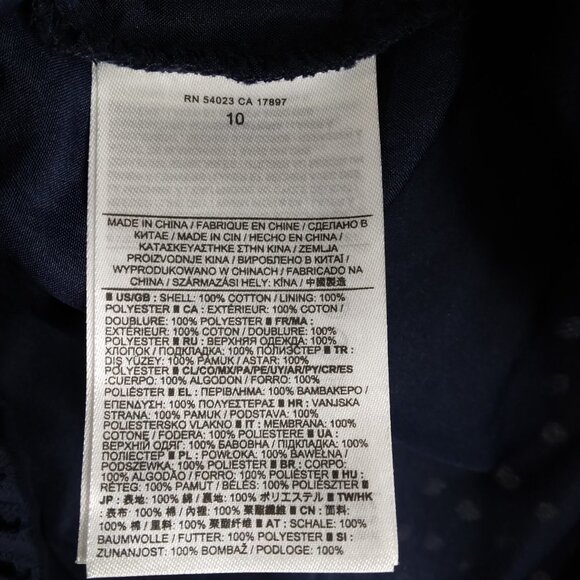 RN 54023 CA 17897
10
MADE IN CHINA / FABRIQUE EN CHINE / СДЕЛАНО В
КИТАЕ / MADE IN CIN / HECHO EN CHINA /
ΚΑΤΑΣΚΕΥΑΣΤΗΚΕ ΣΤΗΝ ΚΙΝΑ / ZEMLJA
PROIZVODNJE KINA / ВИРОБЛЕНО В КИТАЇ /
WYPRODUKOWANO W CHINACH / FABRICADO NA
CHINA / SZÁRMAZÁSI HELY: KÍNA / 中國製造
US/GB : SHELL: 100% COTTON / LINING: 100%
POLYESTER ■ CA : EXTÉRIEUR: 100% COTON /
DOUBLURE: 100% POLYESTER ■ FR/MA :
EXTÉRIEUR: 100% COTON / DOUBLURE: 100%
POLYESTER ■ RU : ВЕРХНЯЯ ОДЕЖДА: 100%
ХЛОПОК / ПОДКЛАДКА: 100% ПОЛИЭСТЕР ■ TR :
DIŞ YÜZEY: 100% PAMUK / ASTAR: 100%
POLYESTER ■ CL/CO/MX/PA/PE/UY/AR/PY/CR/ES
:CUERPO: 100% ALGODON / FORRO: 100%
POLIÉSTER ■ EL : ΠΕΡΙΒΛΗΜΑ: 100% ΒΑΜΒΑΚΕΡΟ /
ΕΠΕΝΔΥΣΗ: 100% ΠΟΛΥΕΣΤΕΡΑΣ ■ HR : VANJSKA
STRANA: 100% PAMUK / PODSTAVA: 100%
POLIESTERSKO VLAKNO ■ IT : MEMBRANA: 100%
COTONE / FODERA: 100% POLIESTERE ■ UA :
ВЕРХНІЙ ОДЯГ: 100% БАВОВНА / ПІДКЛАДКА: 100%
ПОЛІЕСТЕР ■ PL : POWŁOKA: 100% BAWEŁNA /
PODSZEWKA: 100% POLIESTER ■ BR : CORPO:
100% ALGODÃO / FORRO: 100% POLIÉSTER ■ HU :
RÉTEG: 100% PAMUT / BÉLÉS: 100% POLIÉSZTER ■
JP : 表地: 100% 綿 / 裏地: 100% ポリエステル ■ TW/HK
: 表布: 100% 棉 / 內裡: 100% 聚酯纖維 ■ CN : 面料:
100% 棉 / 里料: 100% 聚酯纤维 ■ AT : SCHALE: 100%
BAUMWOLLE / FUTTER: 100% POLYESTER ■ SI :
ZUNANJOST: 100% BOMBAŽ / PODLOGE: 100%